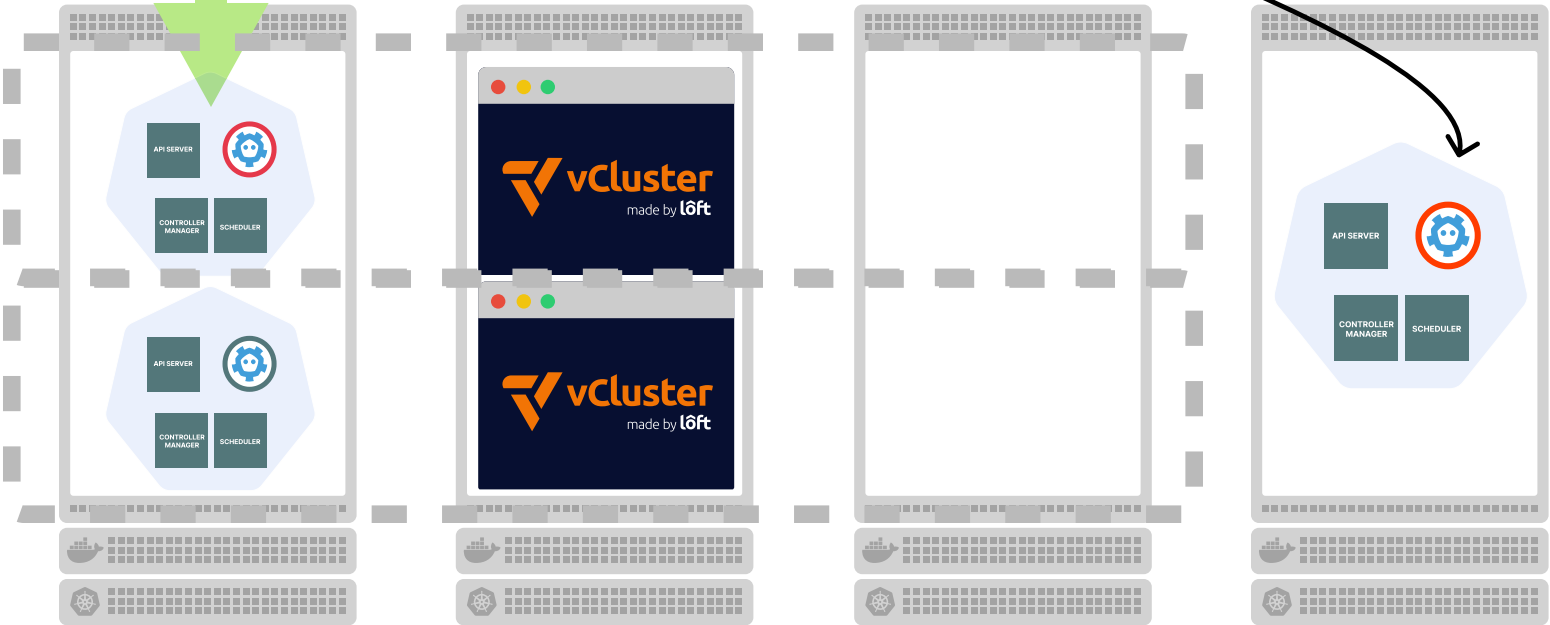 API SERVER
CONTROLLER
MANAGER
SCHEDULER
API SERVER
CONTROLLER
MANAGER
SCHEDULER
vCluster
made by lôft
vCluster
made by lôft
API SERVER
CONTROLLER
MANAGER
SCHEDULER